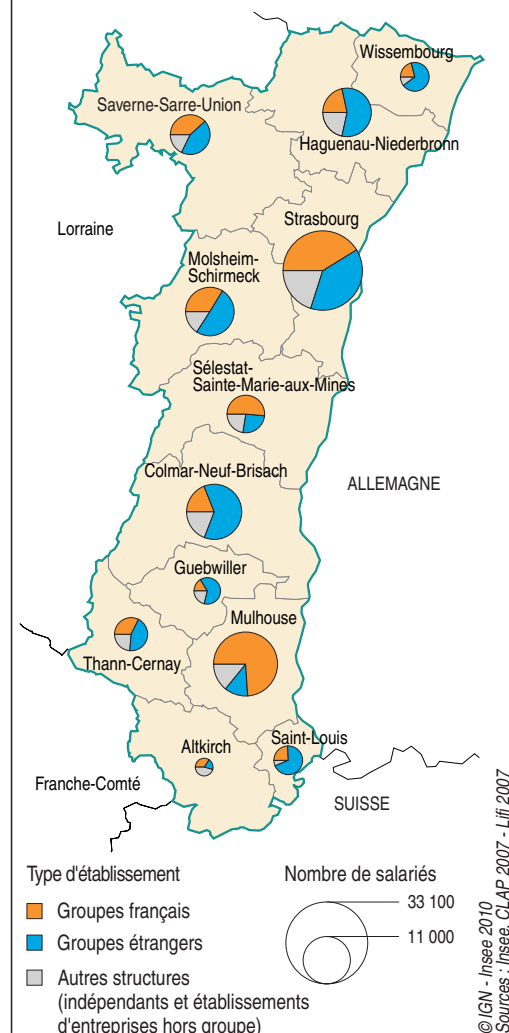 Wissembourg
Saverne-Sarre-Union
Haguenau-Niederbronn
Strasbourg
Lorraine
Molsheim-
Schirmeck
Sélestat-
Sainte-Marie-aux-Mines
Colmar-Neuf-Brisach
ALLEMAGNE
Guebwiller
Mulhouse
Thann-Cernay
Altkirch
Saint-Louis
Franche-Comté
SUISSE
Type d'établissement
Groupes français
Groupes étrangers
Autres structures
(indépendants et établissements
d'entreprises hors groupe)
Nombre de salariés
33 100
11 000
© IGN - Insee 2010
Sources : Insee, CLAP 2007 - Lifi 2007